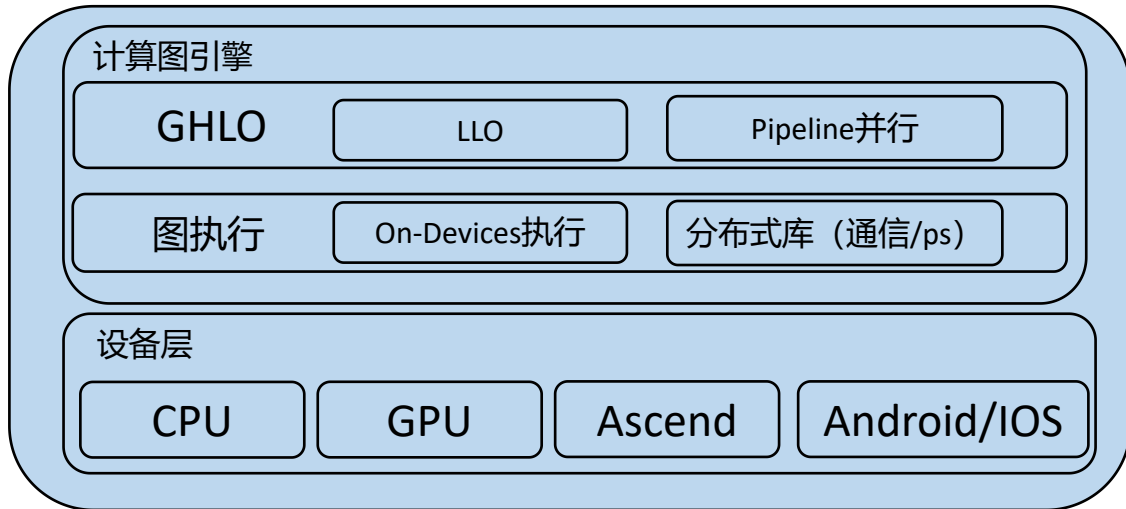 计算图引擎
GHLO LLO Pipeline并行
图执行 On-Devices执行 分布式库（通信/ps）
设备层
CPU GPU Ascend Android/IOS